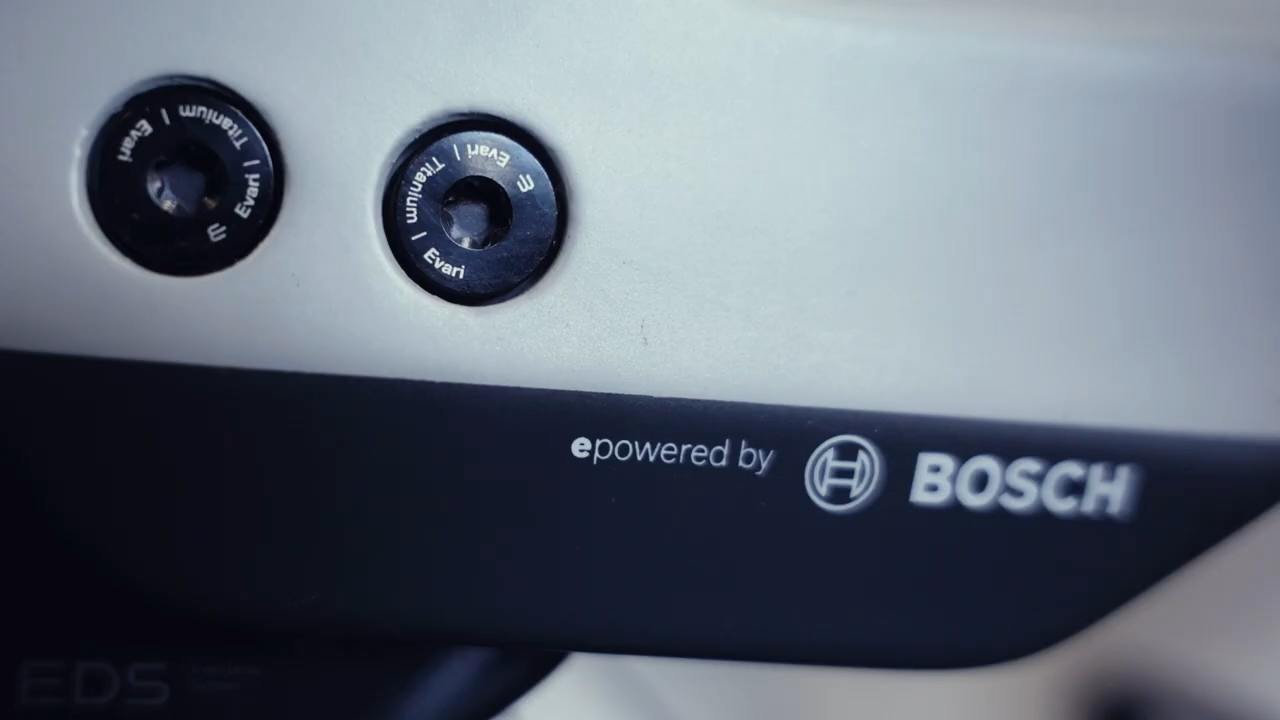 Evari | Titanium | Evari
Titanium | Evari
Evari
epowered by BOSCH
EDS